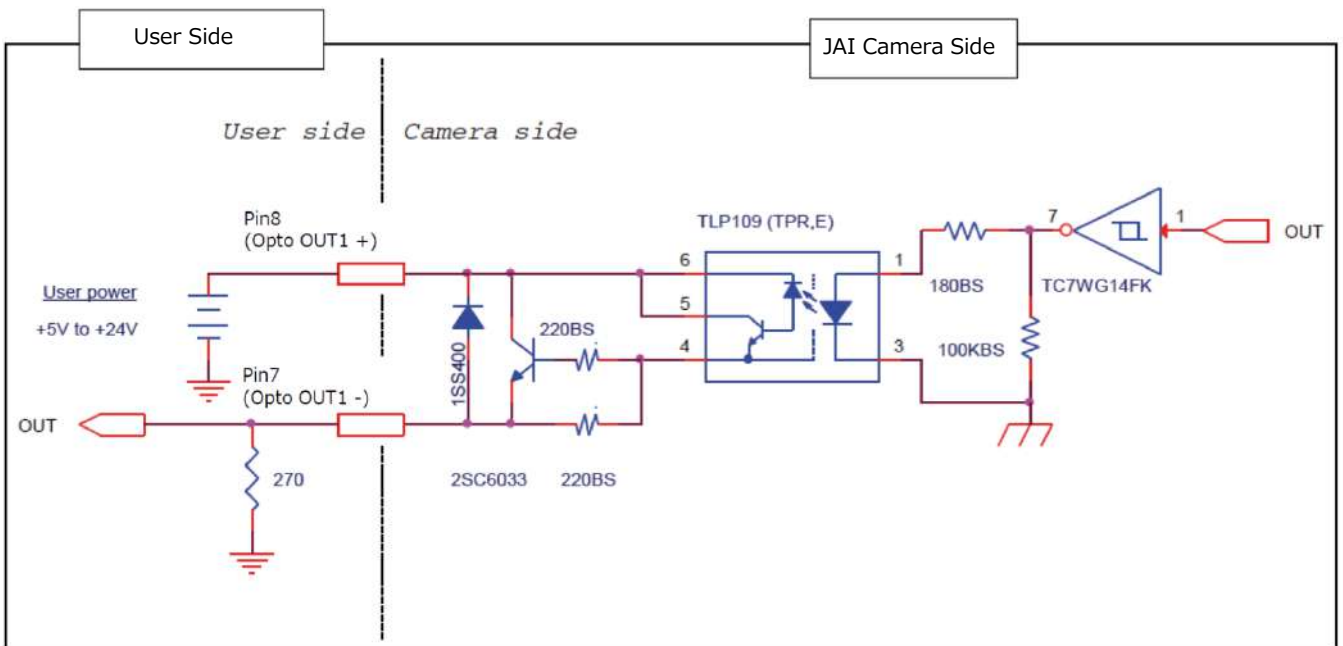 User Side
JAI Camera Side
User side
Camera side
Pin8
(Opto OUT1 +)
TLP109 (TPR,E)
7
1
OUT
6
1
180BS
TC7WG14FK
User power
+5V to +24V
5
220BS
1SS400
4
3
100KBS
Pin7
(Opto OUT1 -)
OUT
270
2SC6033
220BS